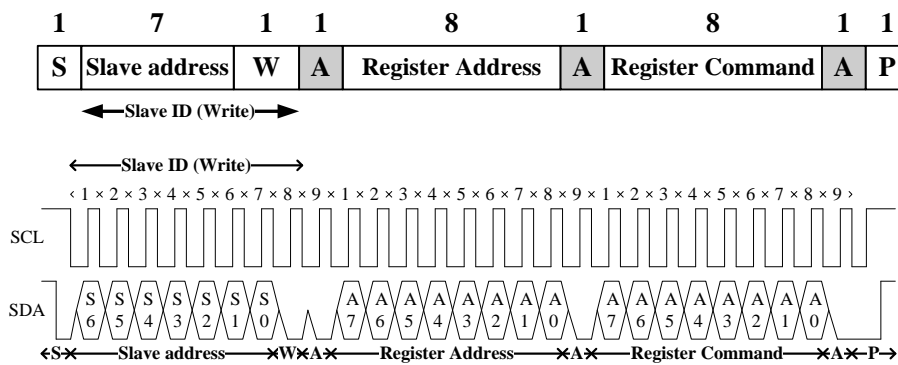 1 7 1 1 8 1 8 1 1
S Slave address W A Register Address A Register Command A P
Slave ID (Write)
Slave ID (Write)
‹ 1 × 2 × 3 × 4 × 5 × 6 × 7 × 8 × 9 × 1 × 2 × 3 × 4 × 5 × 6 × 7 × 8 × 9 × 1 × 2 × 3 × 4 × 5 × 6 × 7 × 8 × 9 ›
SCL
SDA S6 S5 S4 S3 S2 S1 S0 A7 A6 A5 A4 A3 A2 A1 A0 A7 A6 A5 A4 A3 A2 A1 A0
S Slave address W A Register Address A Register Command A P